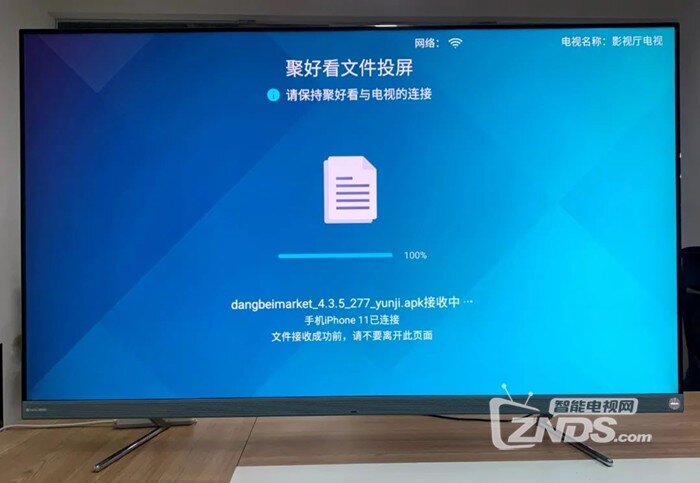 网络：
电视名称：影视厅电视
聚好看文件投屏
请保持聚好看与电视的连接
100%
dangbeimarket_4.3.5_277_yunji.apk接收中 ···
手机iPhone 11已连接
文件接收成功前，请不要离开此页面
智能电视网
ZNDS.com